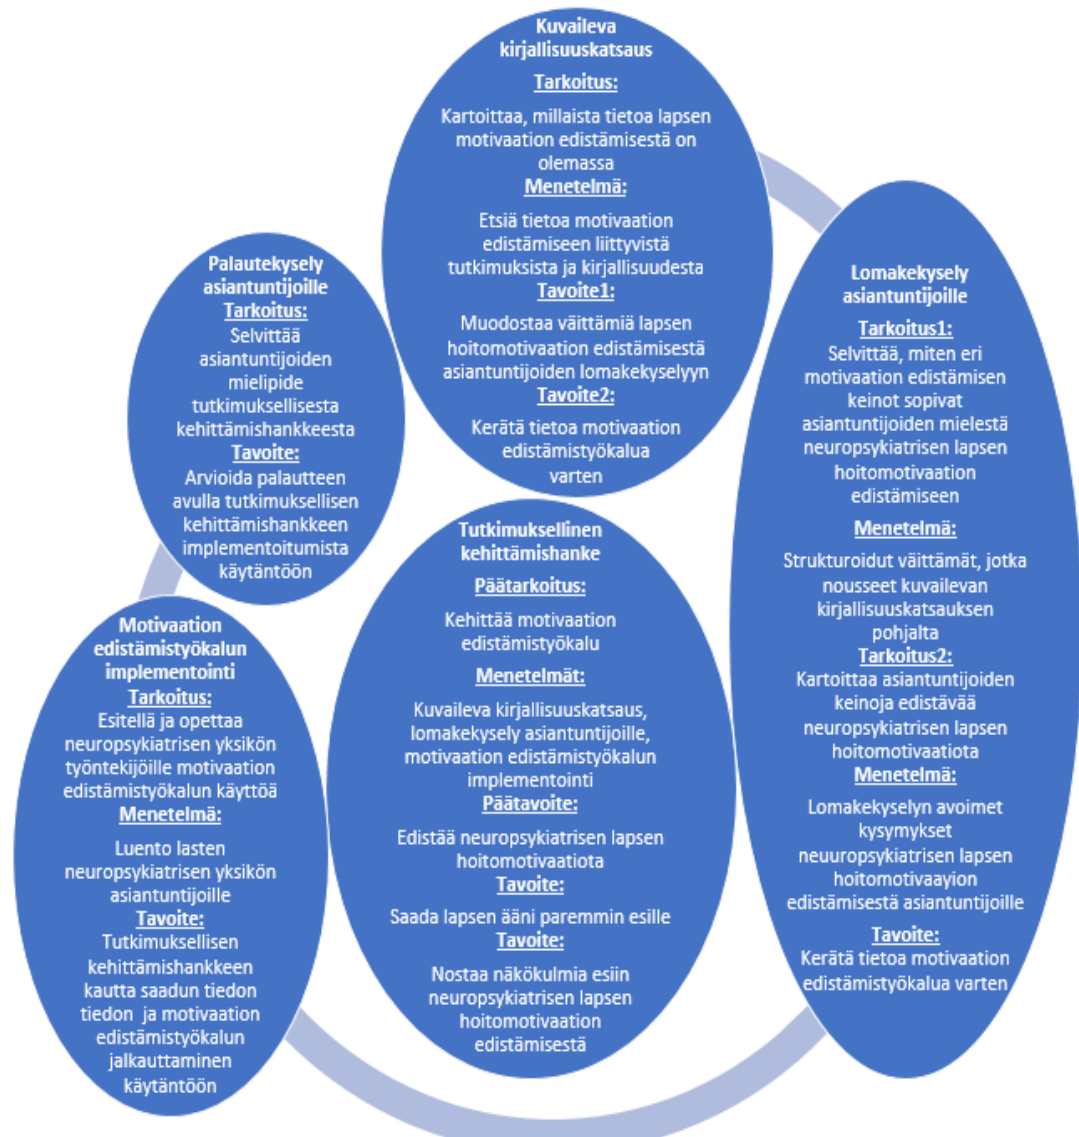 Kuvaileva
kirjallisuuskatsaus
Tarkoitus:
Kartoittaa, millaista tietoa lapsen
motivaation edistämisestä on
olemassa
Menetelmä:
Etsiä tietoa motivaation
edistämiseen liittyvistä
tutkimuksista ja kirjallisuudesta
Tavoite1:
Muodostaa väittämiä lapsen
hoitomotivaation edistämisestä
asiantuntijoiden lomakekyselyyn
Tavoite2:
Kerätä tietoa motivaation
edistämistyökalua
varten
Lomakekysely
asiantuntijoille
Tarkoitus1:
Selvittää, miten eri
motivaation edistämisen
keinot sopivat
asiantuntijoiden mielestä
neuropsykiatrisen lapsen
hoitomotivaation
edistämiseen
Menetelmä:
Strukturoidut väittämät, jotka
nousseet kuvailevan
kirjallisuuskatsauksen
pohjalta
Tarkoitus2:
Kartoittaa asiantuntijoiden
keinoja edistävää
neuropsykiatrisen lapsen
hoitomotivaatiota
Menetelmä:
Lomakekyselyn avoimet
kysymykset
neuuropsykiatrisen lapsen
hoitomotivaayion
edistämisestä asiantuntijoille
Tavoite:
Kerätä tietoa motivaation
edistämistyökalua varten
Tutkimuksellinen
kehittämishanke
Päätarkoitus:
Kehittää motivaation
edistämistyökalu
Menetelmät:
Kuvaileva kirjallisuuskatsaus,
lomakekysely asiantuntijoille,
motivaation edistämistyökalun
implementointi
Päätavoite:
Edistää neuropsykiatrisen lapsen
hoitomotivaatiota
Tavoite:
Saada lapsen ääni paremmin esille
Tavoite:
Nostaa näkökulmia esiin
neuropsykiatrisen lapsen
hoitomotivaation
edistämisestä
Motivaation
edistämistyökalun
implementointi
Tarkoitus:
Esitellä ja opettaa
neuropsykiatrisen yksikön
työntekijöille motivaation
edistämistyökalun käyttöä
Menetelmä:
Luento lasten
neuropsykiatrisen yksikön
asiantuntijoille
Tavoite:
Tutkimuksellisen
kehittämishankkeen
kautta saadun tiedon
tiedon ja motivaation
edistämistyökalun
jalkauttaminen
käytäntöön
Palautekysely
asiantuntijoille
Tarkoitus:
Selvittää
asiantuntijoiden
mielipide
tutkimuksellisesta
kehittämishankkeesta
Tavoite:
Arvioida palautteen
avulla tutkimuksellisen
kehittämishankkeen
implementoitumista
käytäntöön